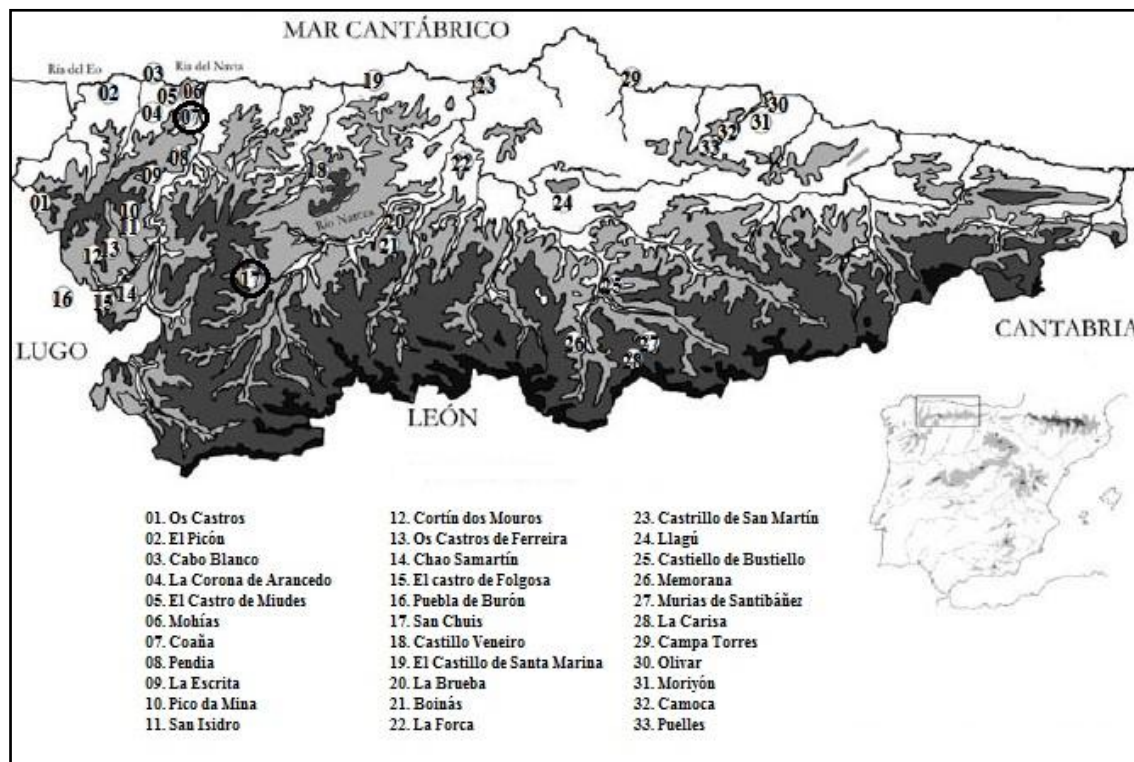 MAR CANTÁBRICO
Ría del Eo
Ría del Navia
03
19
23
29
02
05
06
30
04
07
31
32
33
08
18
22
09
01
24
10
11
20
Río Narcea
21
12
13
17
25
14
16
15
CANTABRIA
LUGO
26
27
28
LEÓN
01. Os Castros
02. El Picón
03. Cabo Blanco
04. La Corona de Arancedo
05. El Castro de Miudes
06. Mohías
07. Coaña
08. Pendia
09. La Escrita
10. Pico da Mina
11. San Isidro
12. Cortín dos Mouros
13. Os Castros de Ferreira
14. Chao Samartín
15. El castro de Folgosa
16. Puebla de Burón
17. San Chuis
18. Castillo Veneiro
19. El Castillo de Santa Marina
20. La Brueba
21. Boinás
22. La Forca
23. Castrillo de San Martín
24. Llagú
25. Castiello de Bustiello
26. Memorana
27. Murias de Santibáñez
28. La Carisa
29. Campa Torres
30. Olivar
31. Moriyón
32. Camoca
33. Puelles